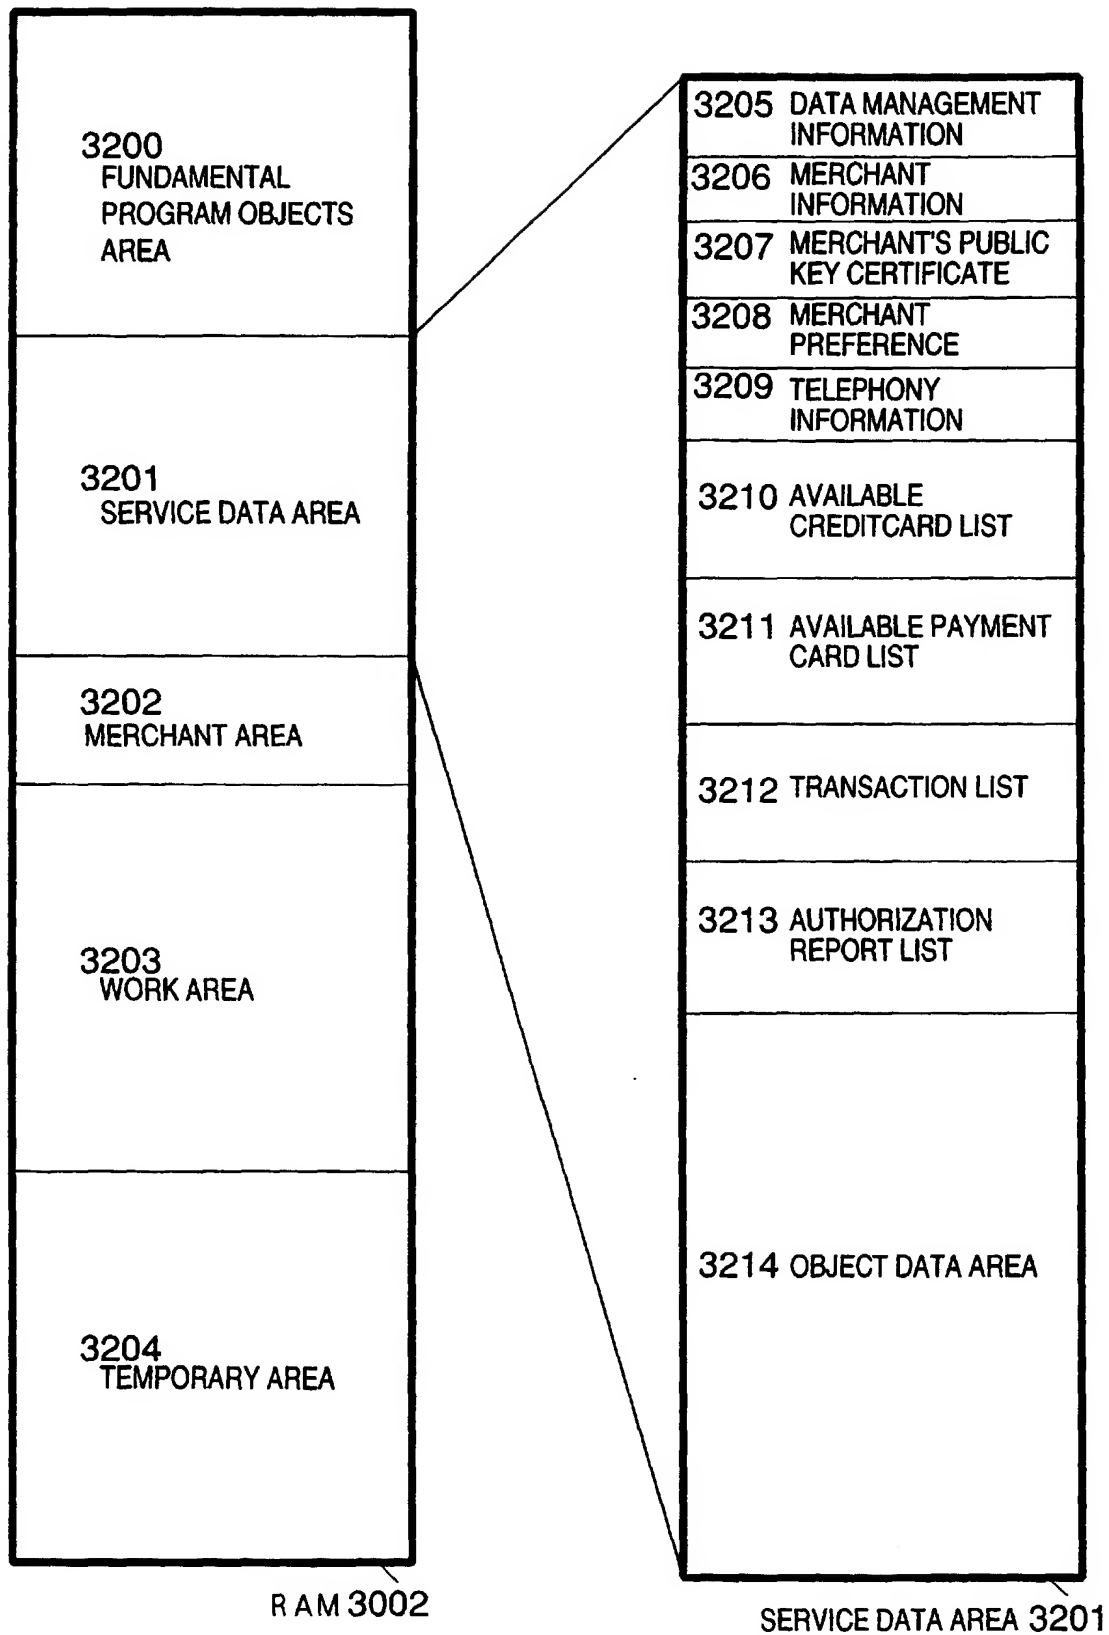 3200
FUNDAMENTAL
PROGRAM OBJECTS
AREA
3201
SERVICE DATA AREA
3202
MERCHANT AREA
3203
WORK AREA
3204
TEMPORARY AREA
RAM 3002
3205 DATA MANAGEMENT
INFORMATION
3206 MERCHANT
INFORMATION
3207 MERCHANT'S PUBLIC
KEY CERTIFICATE
3208 MERCHANT
PREFERENCE
3209 TELEPHONY
INFORMATION
3210 AVAILABLE
CREDITCARD LIST
3211 AVAILABLE PAYMENT
CARD LIST
3212 TRANSACTION LIST
3213 AUTHORIZATION
REPORT LIST
3214 OBJECT DATA AREA
SERVICE DATA AREA 3201